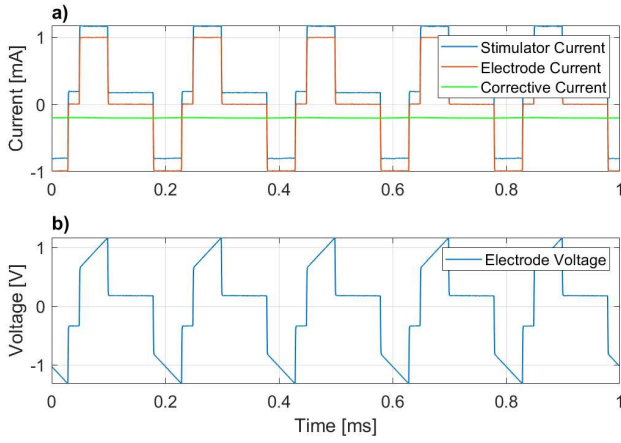 a)
1
0
-1
Current [mA]
Stimulator Current
Electrode Current
Corrective Current
0
0.2
0.4
0.6
0.8
1
b)
1
0
-1
Voltage [V]
Electrode Voltage
0
0.2
0.4
0.6
0.8
1
Time [ms]